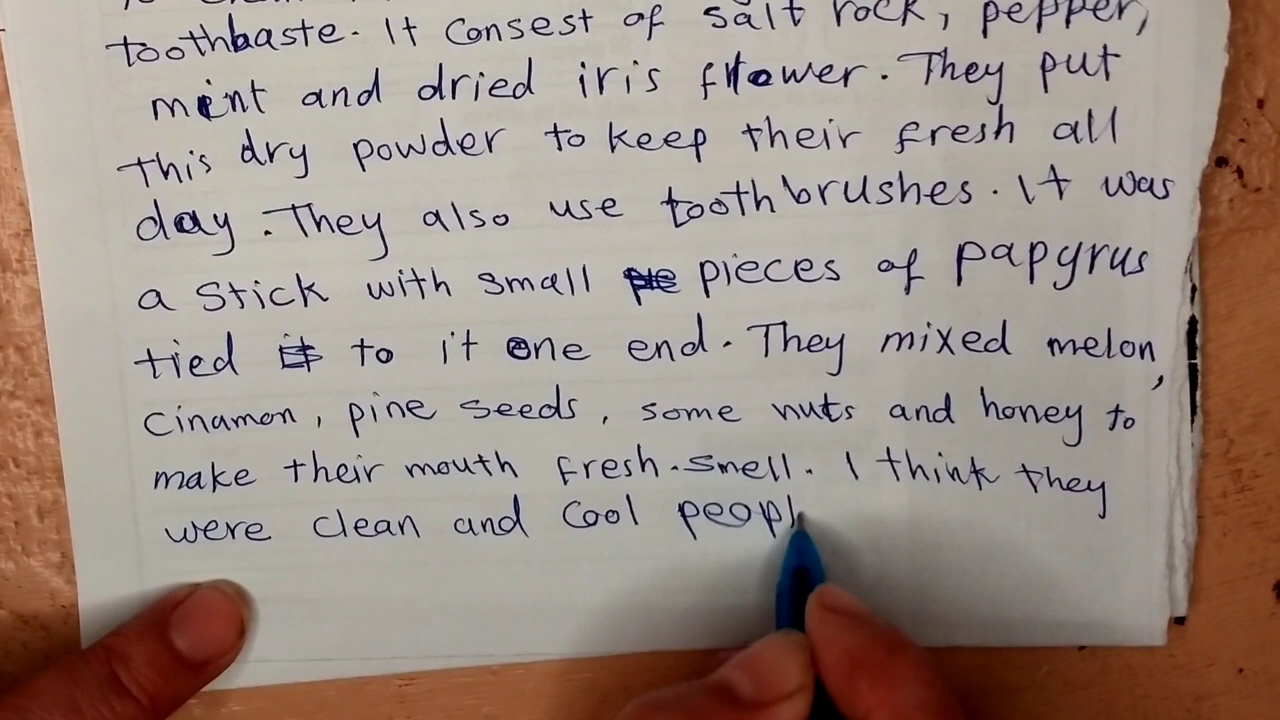 toothbaste. It Consest of salt rock, pepper,
mint and dried iris flower. They put
this dry powder to keep their fresh all
day. They also use toothbrushes. It was
a stick with small pieces of papyrus
tied to it one end. They mixed melon,
cinamon, pine seeds, some nuts and honey to
make their mouth fresh smell. I think they
were clean and Cool peopl